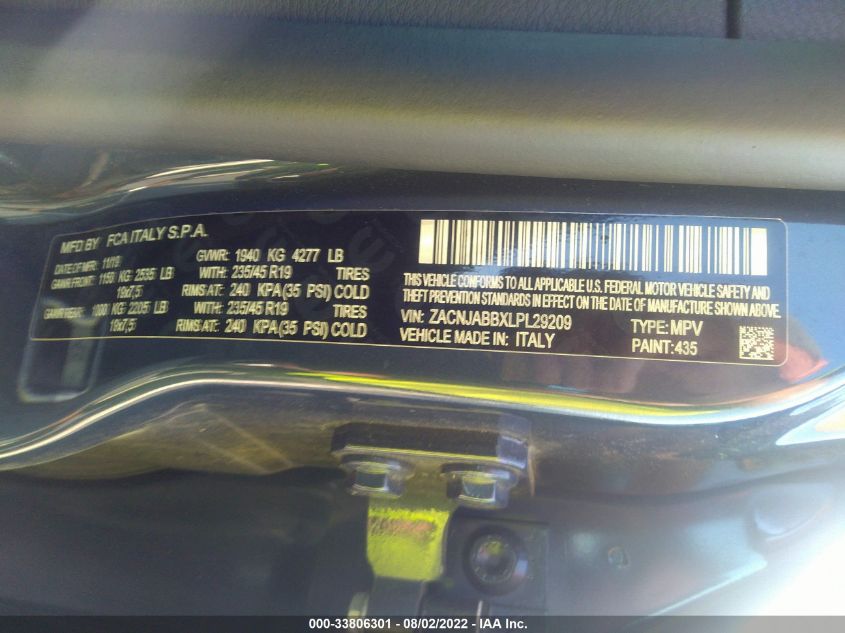 MFD BY FCA ITALY S.P.A.
DATE OF MFR: 11/19 GVWR: 1940 KG 4277 LB
GAWR FRONT: 1150 KG 2535 LB WITH: 235/45 R19 TIRES
19x7,5 RIMS AT: 240 KPA(35 PSI) COLD
GAWR REAR: 1000 KG 2205 LB WITH: 235/45 R19 TIRES
19x7,5 RIMS AT: 240 KPA(35 PSI) COLD
THIS VEHICLE CONFORMS TO ALL APPLICABLE U.S. FEDERAL MOTOR VEHICLE SAFETY AND
THEFT PREVENTION STANDARDS IN EFFECT ON THE DATE OF MANUFACTURE SHOWN ABOVE.
VIN: ZACNJABBXLPL29209 TYPE: MPV
VEHICLE MADE IN: ITALY PAINT: 435
000-33806301 - 08/02/2022 - IAA Inc.